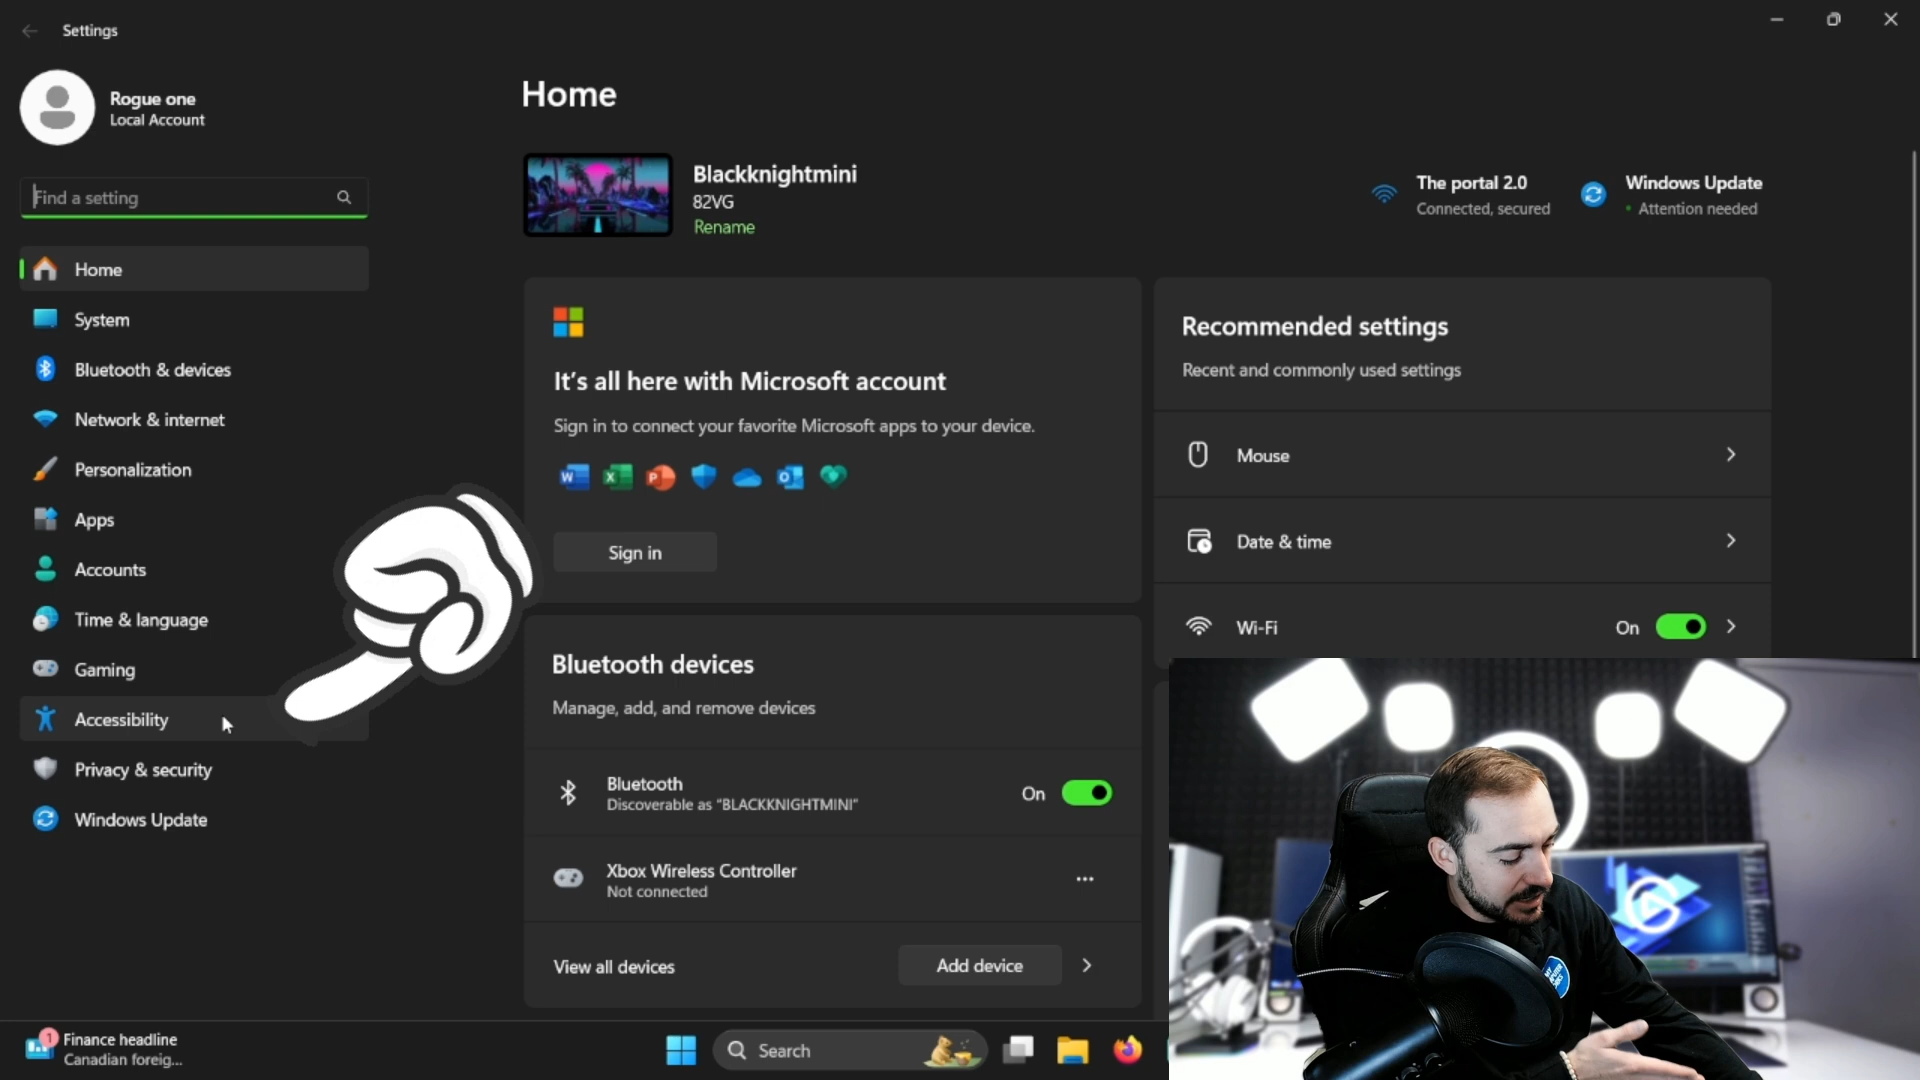 Settings
Rogue one
Local Account
Find a setting
Home
System
Bluetooth & devices
Network & internet
Personalization
Apps
Accounts
Time & language
Gaming
Accessibility
Privacy & security
Windows Update
Home
Blackknightmini
82VG
Rename
The portal 2.0
Connected, secured
Windows Update
Attention needed
It's all here with Microsoft account
Sign in to connect your favorite Microsoft apps to your device.
Sign in
Bluetooth devices
Manage, add, and remove devices
Bluetooth
Discoverable as "BLACKKNIGHTMINI"
On
Xbox Wireless Controller
Not connected
View all devices
Add device
Recommended settings
Recent and commonly used settings
Mouse
Date & time
Wi-Fi
On
1
Finance headline
Canadian foreig...
Search